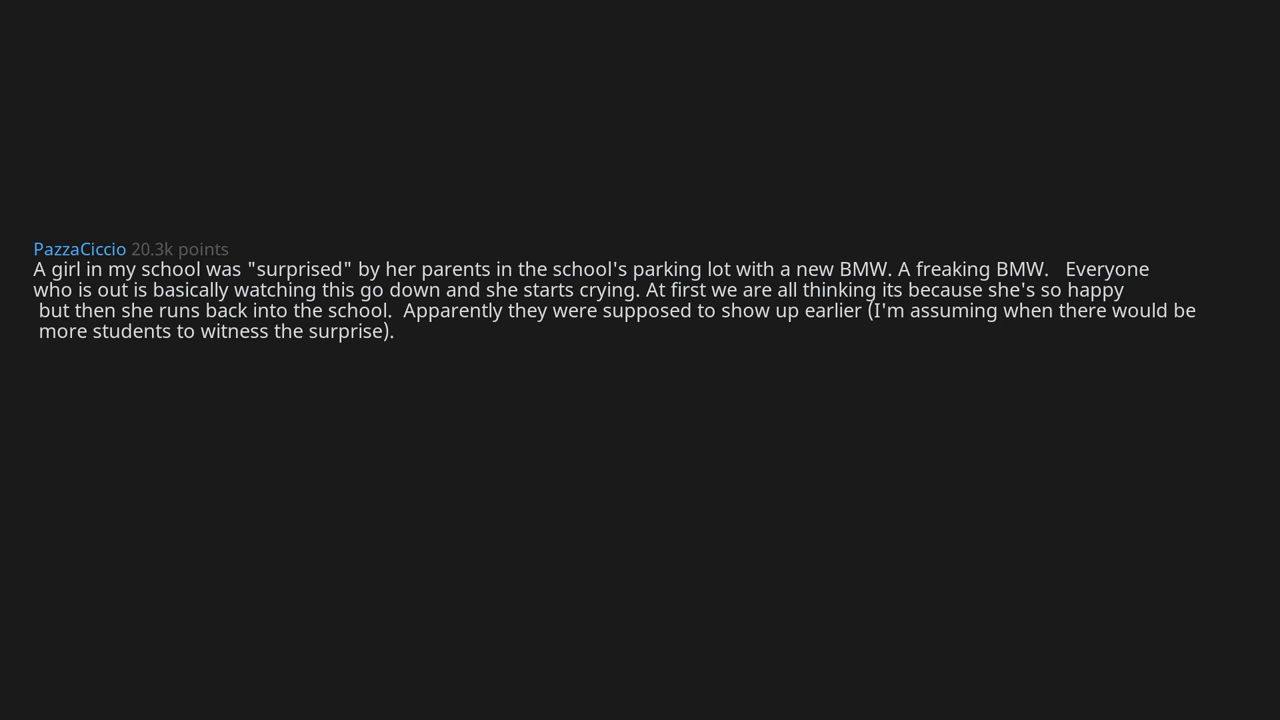 PazzaCiccio 20.3k points
A girl in my school was "surprised" by her parents in the school's parking lot with a new BMW. A freaking BMW.   Everyone
who is out is basically watching this go down and she starts crying. At first we are all thinking its because she's so happy
but then she runs back into the school.  Apparently they were supposed to show up earlier (I'm assuming when there would be
more students to witness the surprise).